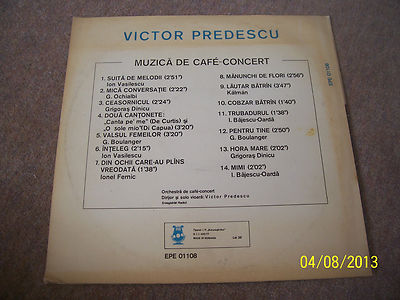 VICTOR PREDESCU
MUZICĂ DE CAFÉ-CONCERT
1. SUITĂ DE MELODII (2'51")
Ion Vasilescu
2. MICĂ CONVERSAȚIE (2'22")
G. Ochialbi
3. CEASORNICUL (2'24")
Grigoraș Dinicu
4. DOUĂ CANȚONETE:
„Canta pe' me" (De Curtis) și
„O sole mio" (Di Capua) (3'20")
5. VALSUL FEMEILOR (3'20")
G. Boulanger
6. ÎNȚELEG (2'15")
Ion Vasilescu
7. DIN OCHII CARE-AU PLÎNS
VREODATĂ (1'38")
Ionel Fernic
8. MĂNUNCHI DE FLORI (2'56")
9. LĂUTAR BĂTRÎN (3'47")
Kálmán
10. COBZAR BĂTRÎN (1'40")
11. TRUBADURUL (1'38")
I. Băjescu-Oardă
12. PENTRU TINE (2'50")
G. Boulanger
13. HORA MARE (2'02")
Grigoraș Dinicu
14. MIMI (2'02")
I. Băjescu-Oardă
Orchestră de café-concert
Dirijor și solo vioară: Victor Predescu
EPE 01108
EPE 01108
04/08/2013